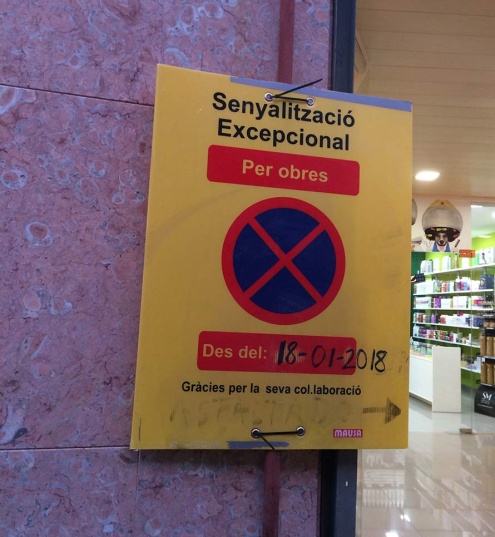 Senyalització
Excepcional
Per obres
Des del: 18-01-2018
Gràcies per la seva col.laboració
MAUSA